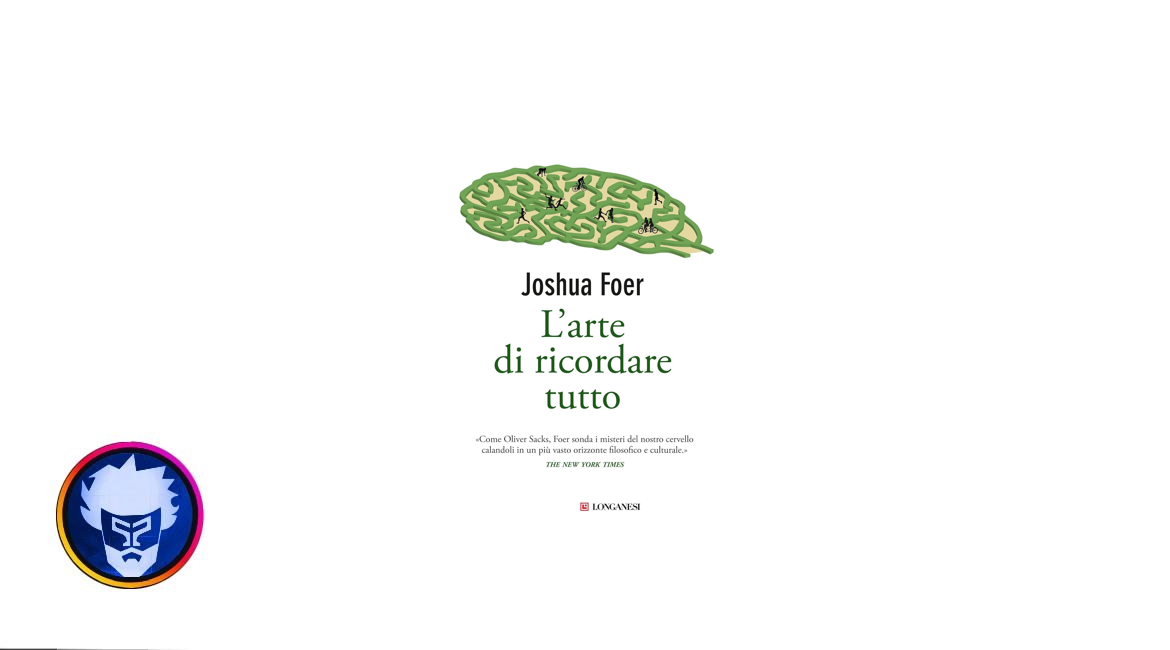 Joshua Foer
L’arte
di ricordare
tutto
«Come Oliver Sacks, Foer sonda i misteri del nostro cervello
calandoli in un più vasto orizzonte filosofico e culturale.»
THE NEW YORK TIMES
LONGANESI